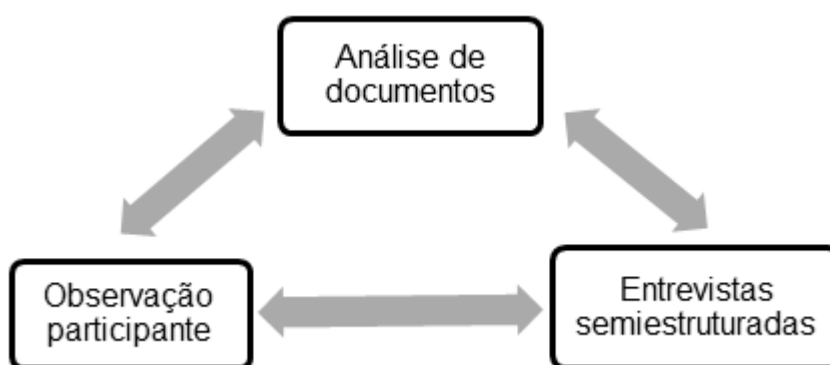 Análise de
documentos
Observação
participante
Entrevistas
semiestruturadas